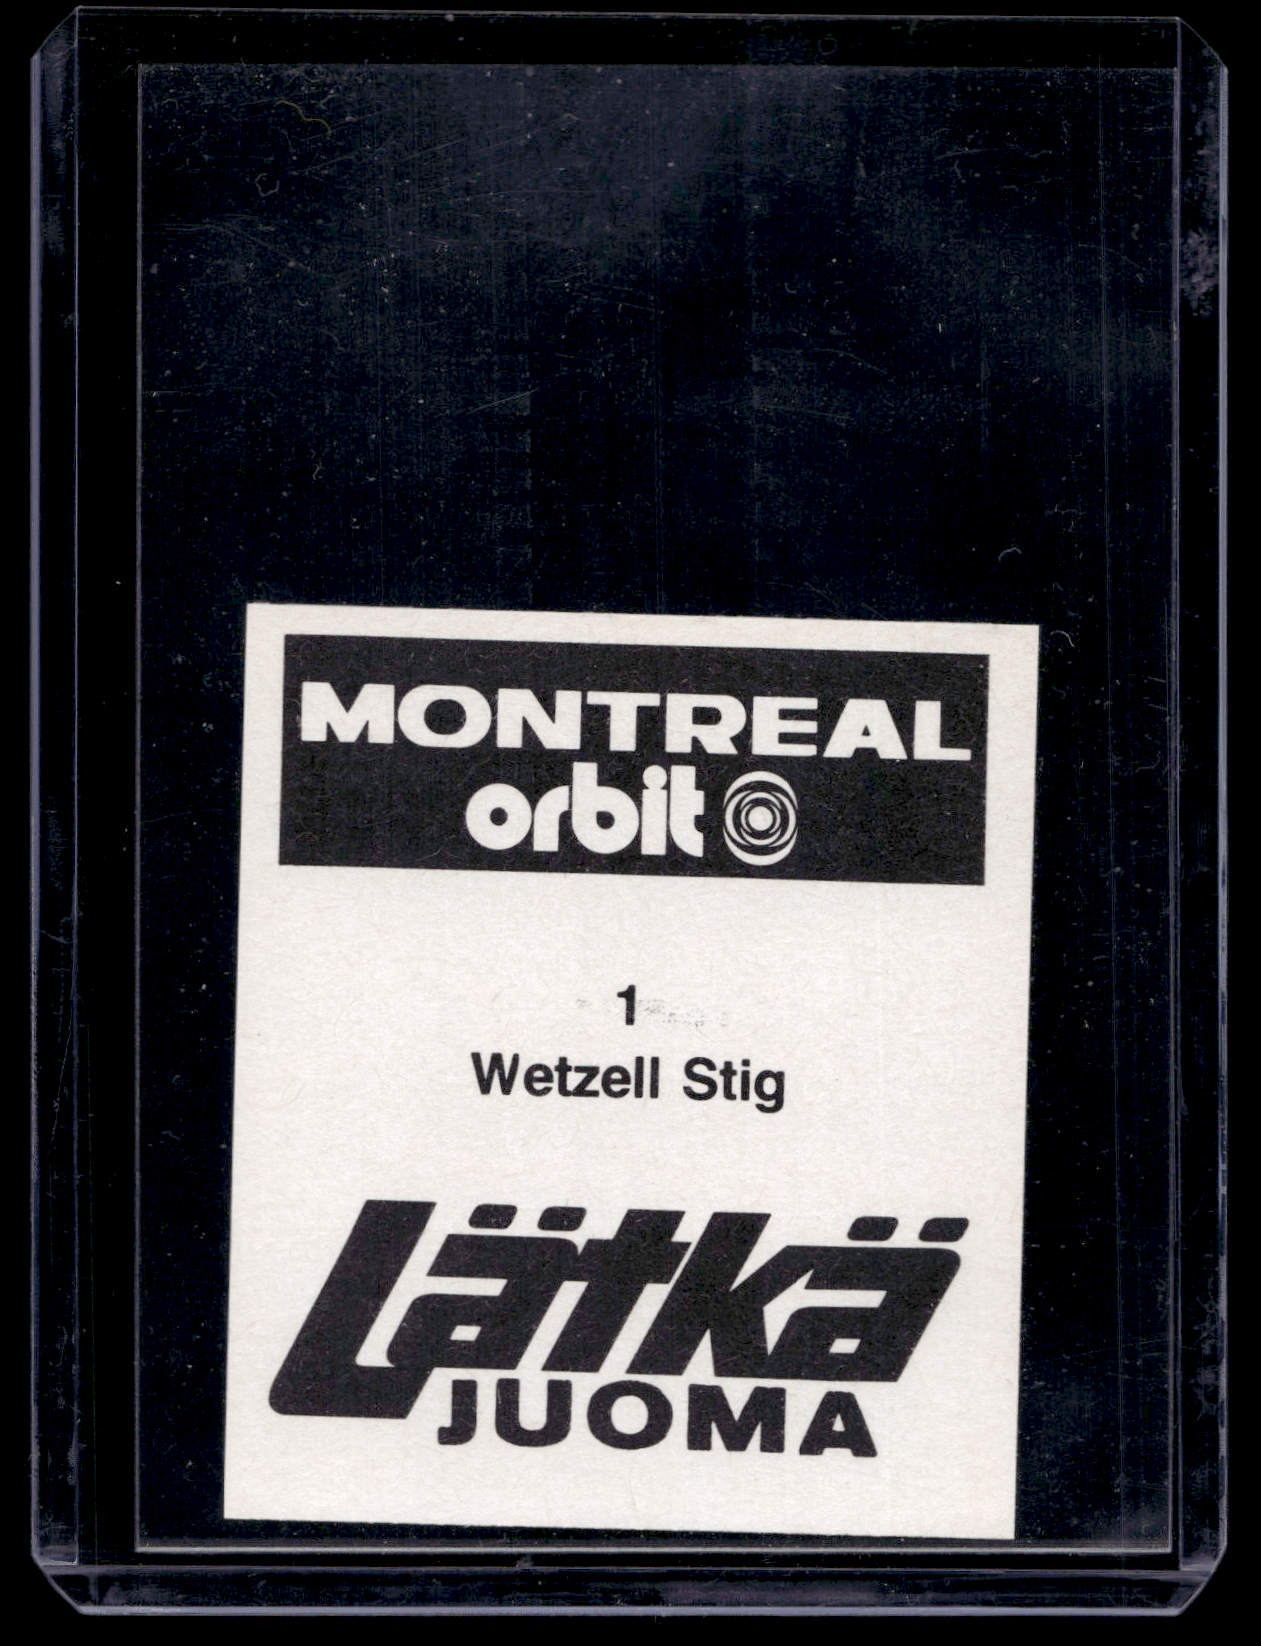 MONTREAL
orbit
1
Wetzell Stig
Lätkä
JUOMA